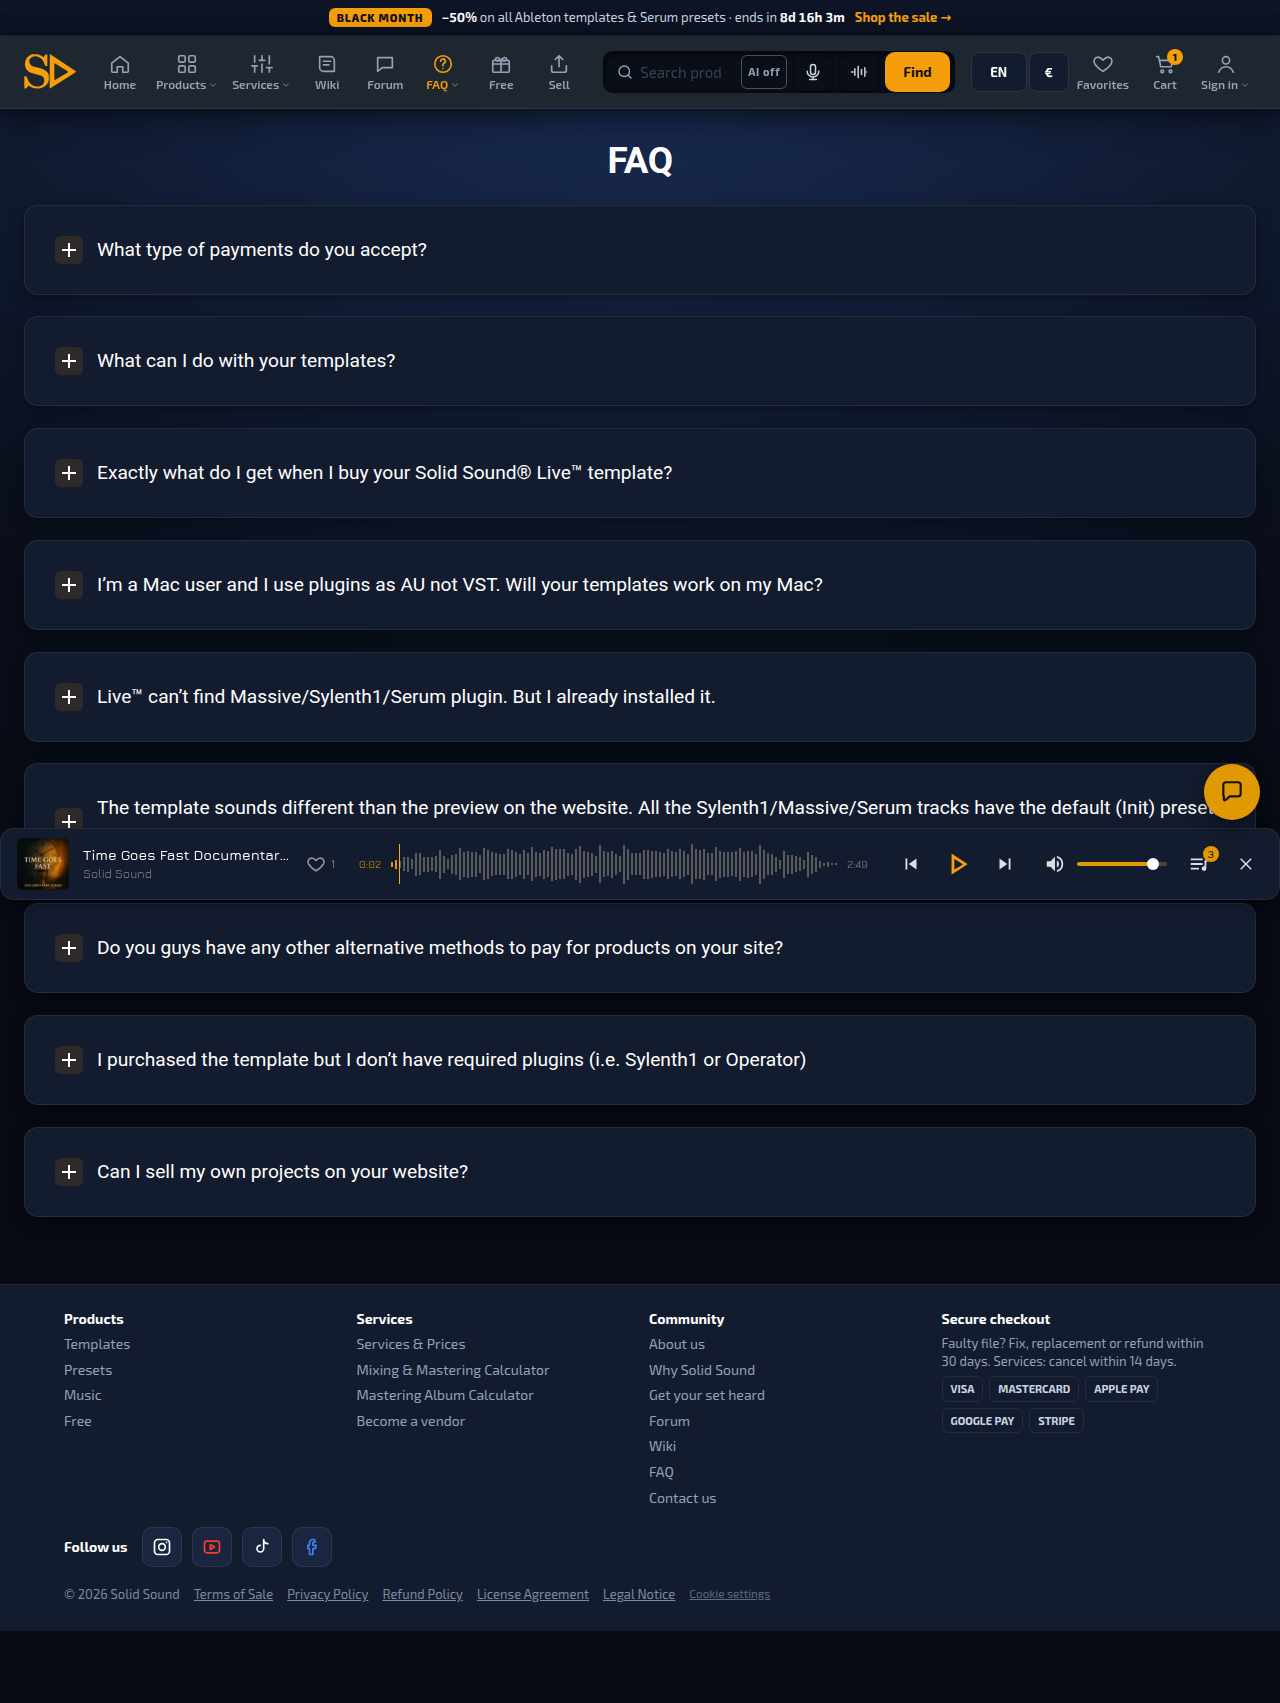 BLACK MONTH −50% on all Ableton templates & Serum presets · ends in 8d 16h 3m Shop the sale →
SD
Home Products Services Wiki Forum FAQ Free Sell
Search prod AI off Find
EN € Favorites 1 Cart Sign in
FAQ
What type of payments do you accept?
What can I do with your templates?
Exactly what do I get when I buy your Solid Sound® Live™ template?
I’m a Mac user and I use plugins as AU not VST. Will your templates work on my Mac?
Live™ can’t find Massive/Sylenth1/Serum plugin. But I already installed it.
The template sounds different than the preview on the website. All the Sylenth1/Massive/Serum tracks have the default (Init) preset
TIME GOES FAST
Time Goes Fast Documentar...
Solid Sound
1 0:02 2:49 3
Do you guys have any other alternative methods to pay for products on your site?
I purchased the template but I don’t have required plugins (i.e. Sylenth1 or Operator)
Can I sell my own projects on your website?
Products
Templates
Presets
Music
Free
Services
Services & Prices
Mixing & Mastering Calculator
Mastering Album Calculator
Become a vendor
Community
About us
Why Solid Sound
Get your set heard
Forum
Wiki
FAQ
Contact us
Secure checkout
Faulty file? Fix, replacement or refund within
30 days. Services: cancel within 14 days.
VISA MASTERCARD APPLE PAY
GOOGLE PAY STRIPE
Follow us
© 2026 Solid Sound Terms of Sale Privacy Policy Refund Policy License Agreement Legal Notice Cookie settings